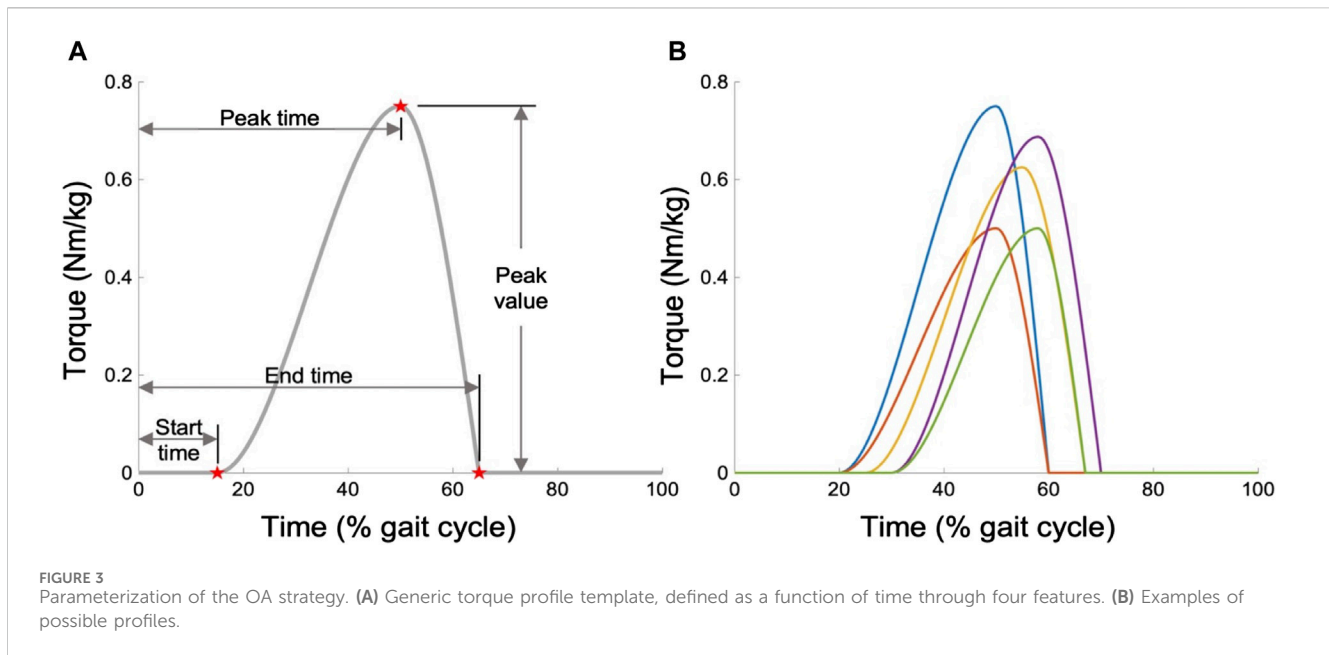 A
0.8
0.6
0.4
0.2
0
Torque (Nm/kg)
Peak time
Peak
value
End time
Start
time
0
20
40
60
80
100
Time (% gait cycle)
B
0.8
0.6
0.4
0.2
0
Torque (Nm/kg)
0
20
40
60
80
100
Time (% gait cycle)
FIGURE 3
Parameterization of the OA strategy. (A) Generic torque profile template, defined as a function of time through four features. (B) Examples of
possible profiles.